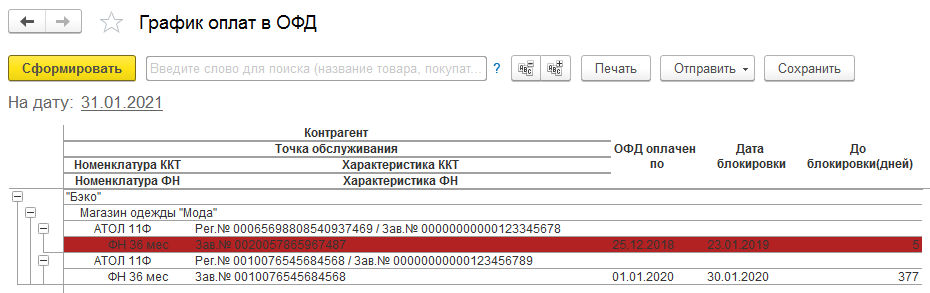 График оплат в ОФД
Сформировать Введите слово для поиска (название товара, покупат... ? Печать Отправить Сохранить
На дату: 31.01.2021
Контрагент
Точка обслуживания ОФД оплачен по Дата блокировки До блокировки(дней)
Номенклатура ККТ Характеристика ККТ
Номенклатура ФН Характеристика ФН
"Бэко"
Магазин одежды "Мода"
АТОЛ 11Ф Рег.№ 00065698808540937469 / Зав.№ 00000000000123345678
ФН 36 мес Зав.№ 0020057865967487 25.12.2018 23.01.2019 5
АТОЛ 11Ф Рег.№ 0010076545684568 / Зав.№ 00000000000123456789
ФН 36 мес Зав.№ 0010076545684568 01.01.2020 30.01.2020 377